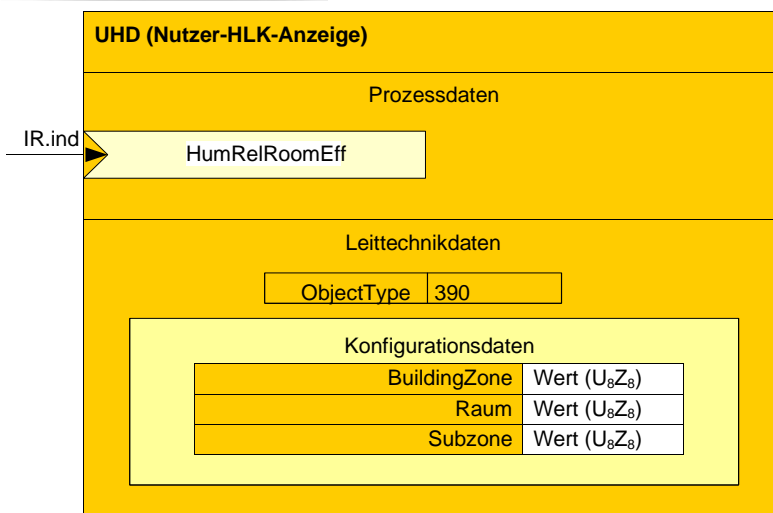 UHD (Nutzer-HLK-Anzeige)
Prozessdaten
IR.ind
HumRelRoomEff
Leittechnikdaten
ObjectType 390
Konfigurationsdaten
BuildingZone Wert (U₈Z₈)
Raum Wert (U₈Z₈)
Subzone Wert (U₈Z₈)